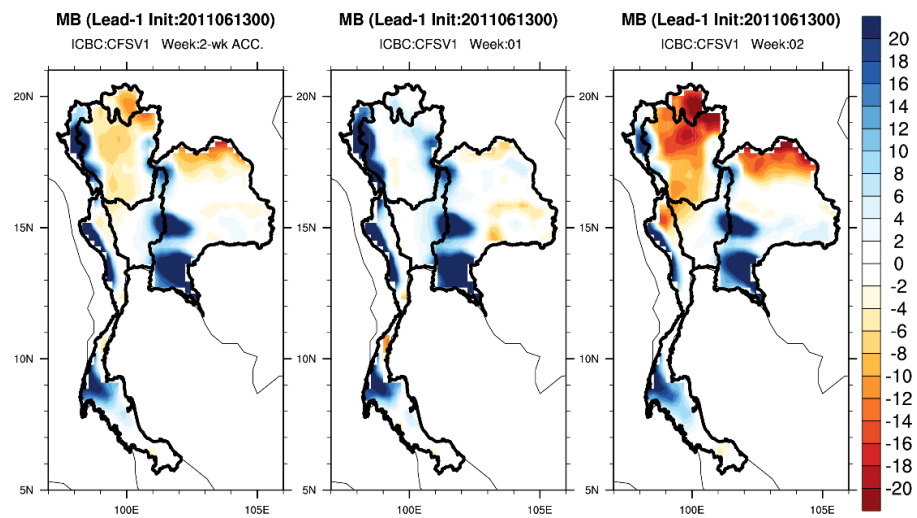 MB (Lead-1 Init:2011061300)
ICBC:CFSV1 Week:2-wk ACC.
20N
15N
10N
5N
100E
105E
MB (Lead-1 Init:2011061300)
ICBC:CFSV1 Week:01
20N
15N
10N
5N
100E
105E
MB (Lead-1 Init:2011061300)
ICBC:CFSV1 Week:02
20N
15N
10N
5N
100E
105E
20
18
16
14
12
10
8
6
4
2
0
-2
-4
-6
-8
-10
-12
-14
-16
-18
-20